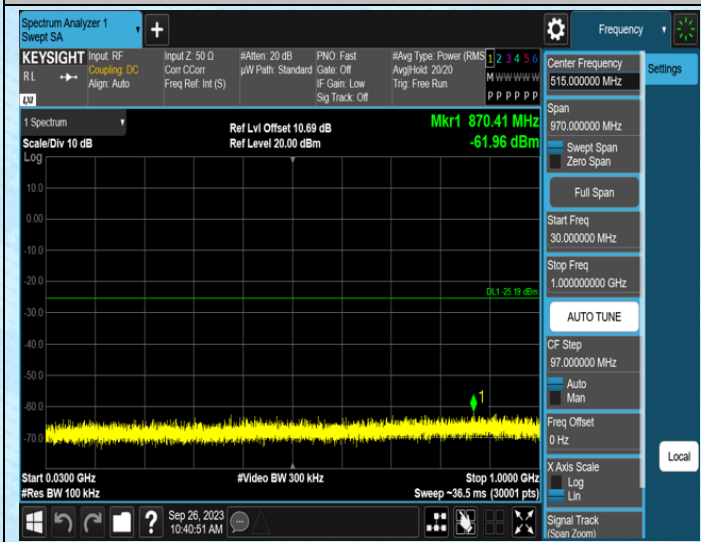 Spectrum Analyzer 1
Swept SA
Frequency
KEYSIGHT
RL
Input: RF
Coupling: DC
Align: Auto
Input Z: 50 Ω
Corr CCorr
Freq Ref: Int (S)
#Atten: 20 dB
µW Path: Standard
PNO: Fast
Gate: Off
IF Gain: Low
Sig Track: Off
#Avg Type: Power (RMS
Avg|Hold: 20/20
Trig: Free Run
1 2 3 4 5 6
M W W W W W
P P P P P P
LXI
1 Spectrum
Scale/Div 10 dB
Log
Ref Lvl Offset 10.69 dB
Ref Level 20.00 dBm
Mkr1 870.41 MHz
-61.96 dBm
10.0
0.00
-10.0
-20.0
DL1 -25.19 dBm
-30.0
-40.0
-50.0
-60.0
1
-70.0
Start 0.0300 GHz
#Res BW 100 kHz
#Video BW 300 kHz
Stop 1.0000 GHz
Sweep ~36.5 ms (30001 pts)
?
Sep 26, 2023
10:40:51 AM
Center Frequency
515.000000 MHz
Settings
Span
970.000000 MHz
Swept Span
Zero Span
Full Span
Start Freq
30.000000 MHz
Stop Freq
1.000000000 GHz
AUTO TUNE
CF Step
97.000000 MHz
Auto
Man
Freq Offset
0 Hz
Local
X Axis Scale
Log
Lin
Signal Track
(Span Zoom)